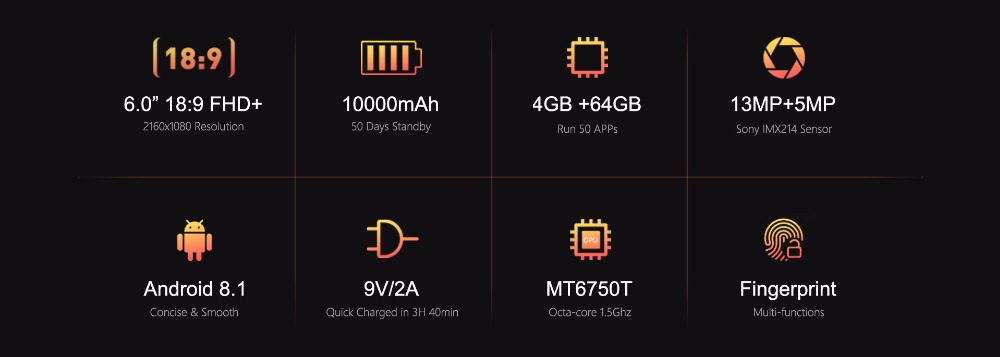 18:9
6.0” 18:9 FHD+
2160x1080 Resolution
10000mAh
50 Days Standby
4GB +64GB
Run 50 APPs
13MP+5MP
Sony IMX214 Sensor
Android 8.1
Concise & Smooth
9V/2A
Quick Charged in 3H 40min
CPU
MT6750T
Octa-core 1.5Ghz
Fingerprint
Multi-functions